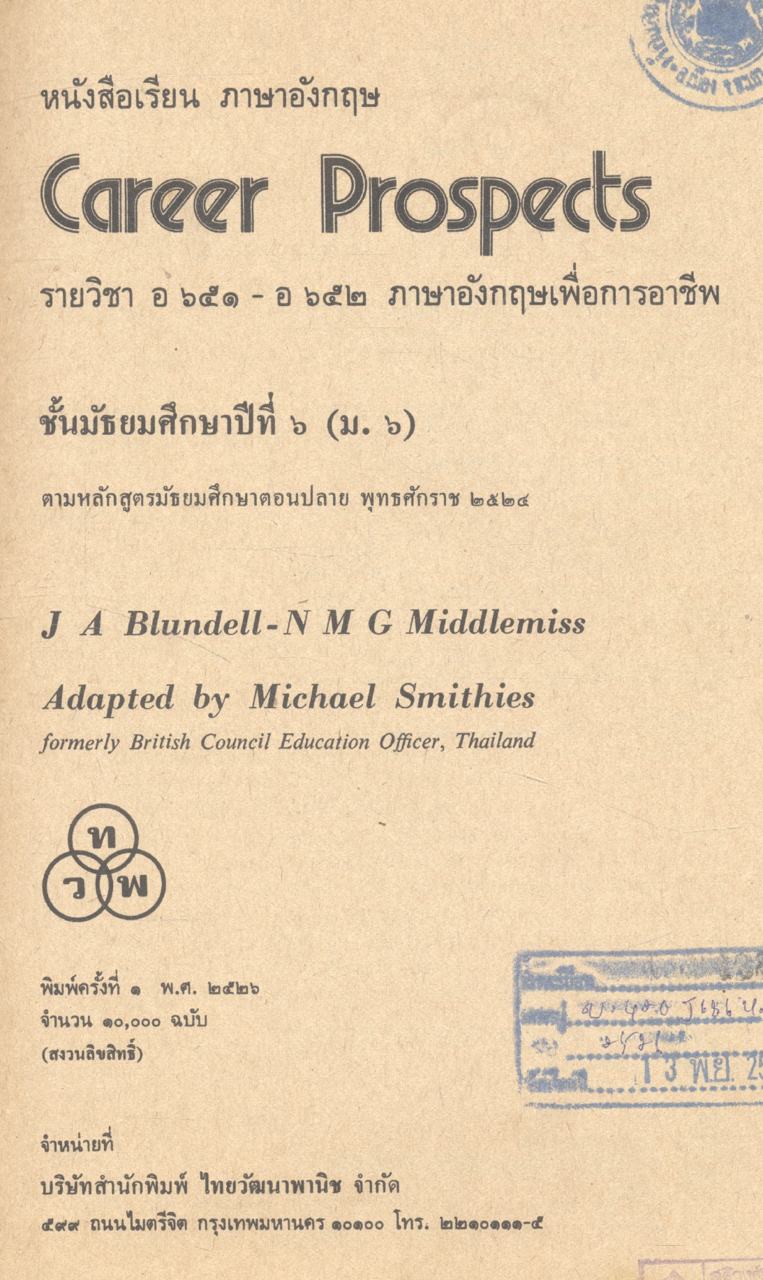 หนังสือเรียน ภาษาอังกฤษ
Career Prospects
รายวิชา อ ๖๕๑ - อ ๖๕๒ ภาษาอังกฤษเพื่อการอาชีพ
ชั้นมัธยมศึกษาปีที่ ๖ (ม. ๖)
ตามหลักสูตรมัธยมศึกษาตอนปลาย พุทธศักราช ๒๕๒๔
J A Blundell-N M G Middlemiss
Adapted by Michael Smithies
formerly British Council Education Officer, Thailand
ท
ว พ
พิมพ์ครั้งที่ ๑ พ.ศ. ๒๕๒๖
จำนวน ๑๐,๐๐๐ ฉบับ
(สงวนลิขสิทธิ์)
13 พ.ย. 25
จำหน่ายที่
บริษัทสำนักพิมพ์ ไทยวัฒนาพานิช จำกัด
๕๙๙ ถนนไมตรีจิต กรุงเทพมหานคร ๑๐๑๐๐ โทร. ๒๒๑๐๑๑๑-๕